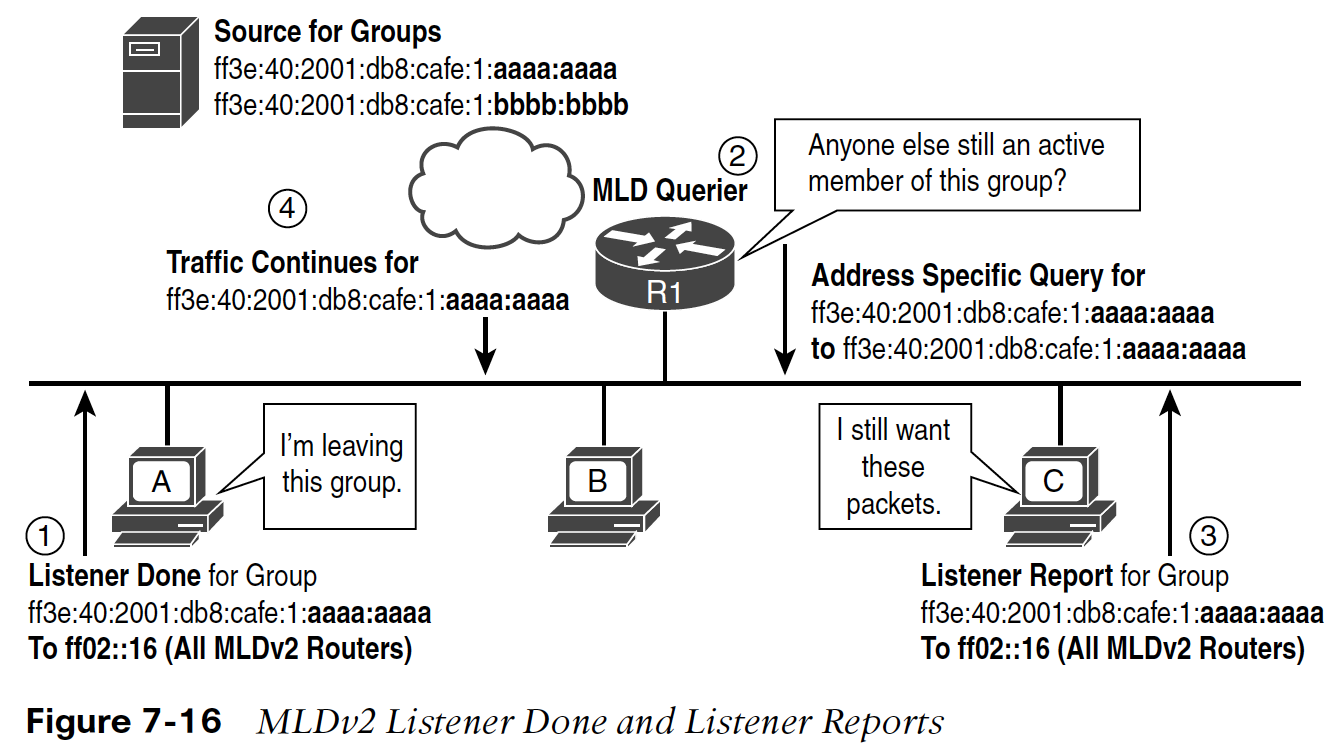 Source for Groups
ff3e:40:2001:db8:cafe:1:aaaa:aaaa
ff3e:40:2001:db8:cafe:1:bbbb:bbbb
2
Anyone else still an active
member of this group?
MLD Querier
R1
4
Traffic Continues for
ff3e:40:2001:db8:cafe:1:aaaa:aaaa
Address Specific Query for
ff3e:40:2001:db8:cafe:1:aaaa:aaaa
to ff3e:40:2001:db8:cafe:1:aaaa:aaaa
A
I'm leaving
this group.
B
I still want
these
packets.
C
1
Listener Done for Group
ff3e:40:2001:db8:cafe:1:aaaa:aaaa
To ff02::16 (All MLDv2 Routers)
3
Listener Report for Group
ff3e:40:2001:db8:cafe:1:aaaa:aaaa
To ff02::16 (All MLDv2 Routers)
Figure 7-16 MLDv2 Listener Done and Listener Reports